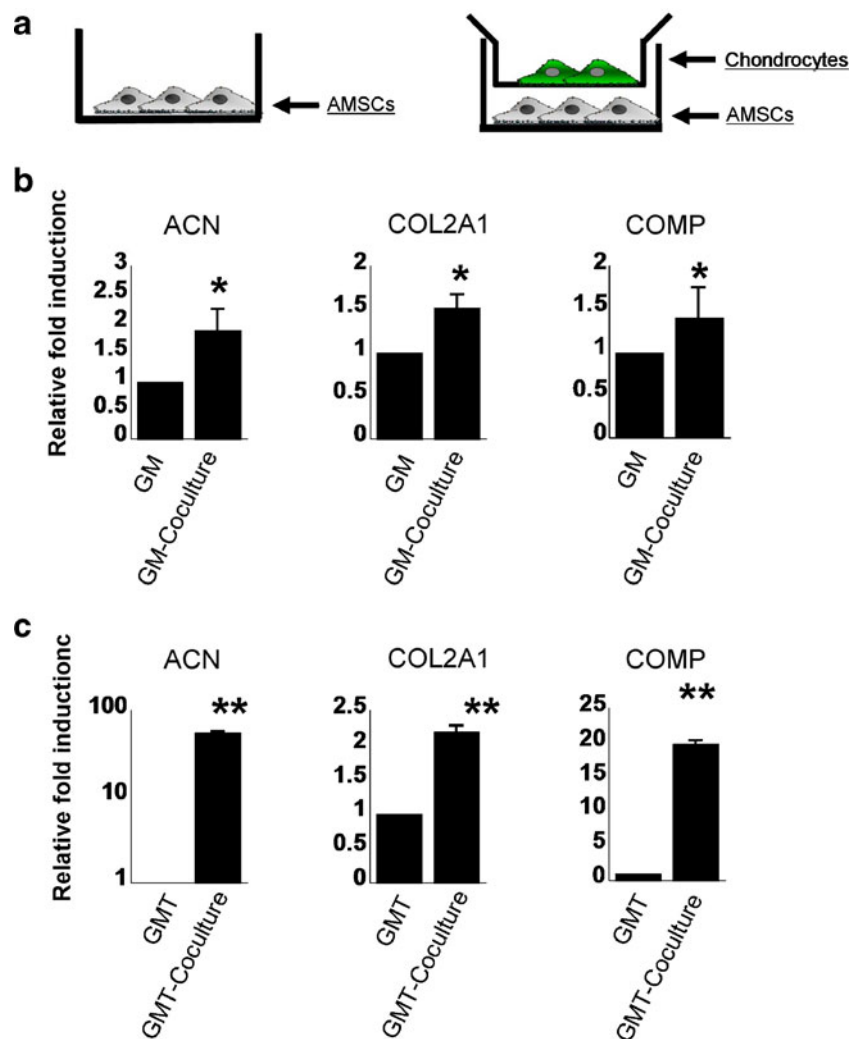 a
AMSCs
Chondrocytes
AMSCs
b
ACN
COL2A1
COMP
Relative fold inductionc
3
2.5
2
1.5
1
0.5
0
2
1.5
1
0.5
0
2
1.5
1
0.5
0
GM
GM-Coculture
GM
GM-Coculture
GM
GM-Coculture
*
*
*
c
ACN
COL2A1
COMP
Relative fold inductionc
100
10
1
2.5
2
1.5
1
0.5
0
25
20
15
10
5
0
**
**
**
GMT
GMT-Coculture
GMT
GMT-Coculture
GMT
GMT-Coculture